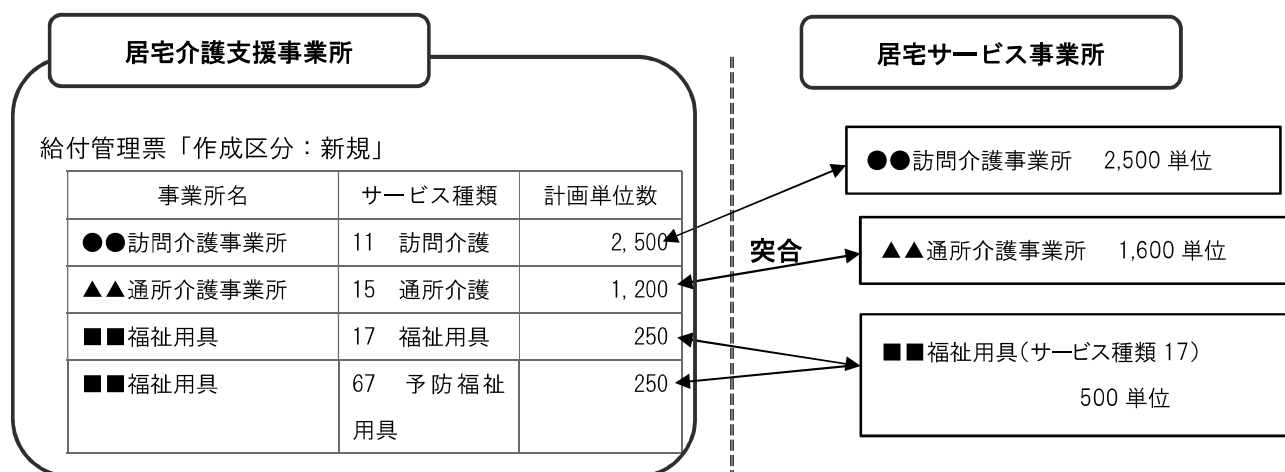 居宅介護支援事業所
居宅サービス事業所
給付管理票「作成区分：新規」
事業所名 サービス種類 計画単位数
●●訪問介護事業所 11 訪問介護 2,500
▲▲通所介護事業所 15 通所介護 1,200
■■福祉用具 17 福祉用具 250
■■福祉用具 67 予防福祉 250
用具
突合
●●訪問介護事業所 2,500 単位
▲▲通所介護事業所 1,600 単位
■■福祉用具（サービス種類 17）
500 単位